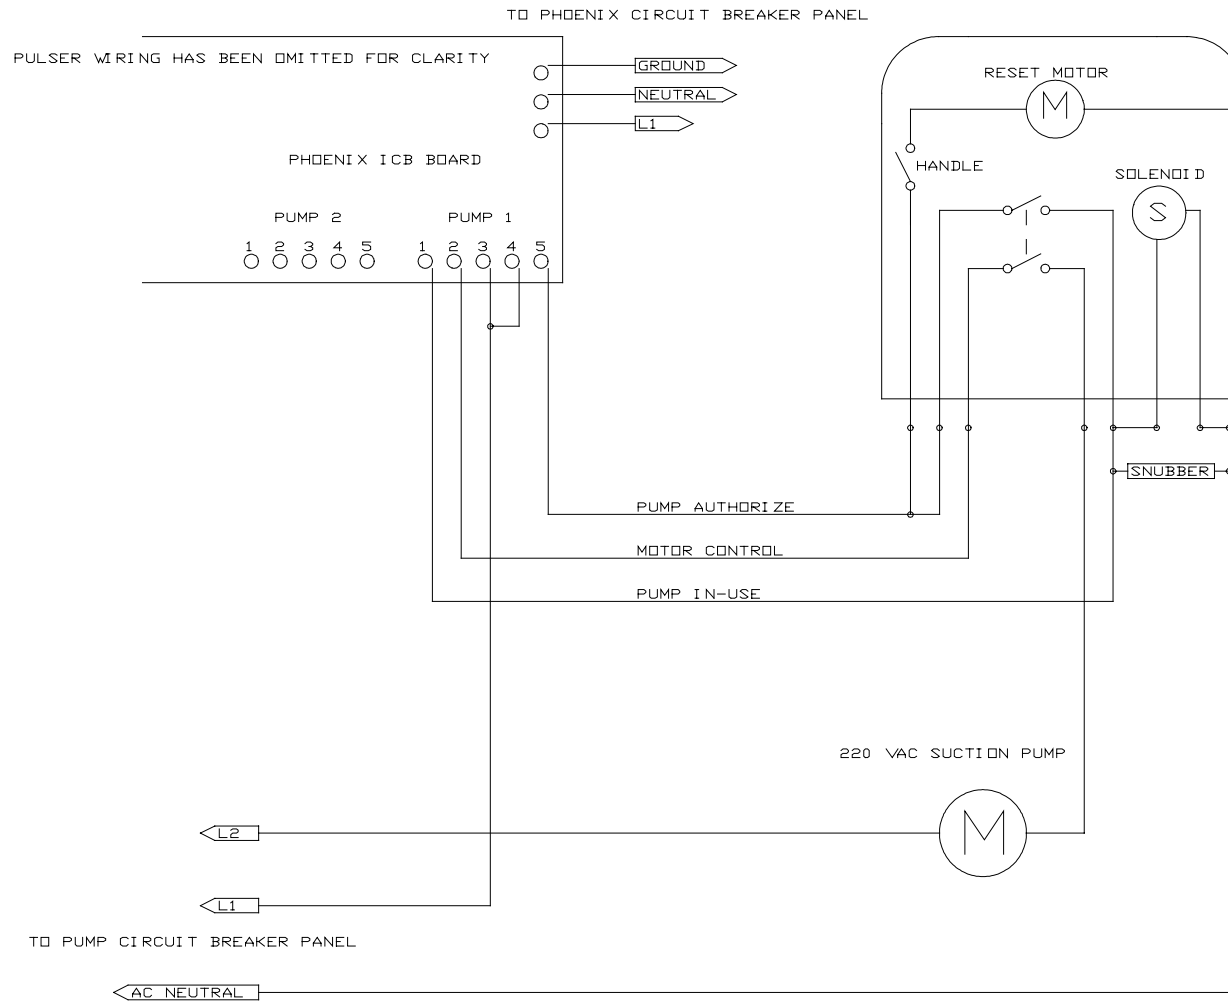 TO PHOENIX CIRCUIT BREAKER PANEL
PULSER WIRING HAS BEEN OMITTED FOR CLARITY
GROUND
NEUTRAL
L1
RESET MOTOR
M
HANDLE
SOLENOID
S
PHOENIX ICB BOARD
PUMP 2
PUMP 1
1 2 3 4 5
1 2 3 4 5
SNUBBER
PUMP AUTHORIZE
MOTOR CONTROL
PUMP IN-USE
220 VAC SUCTION PUMP
M
L2
L1
TO PUMP CIRCUIT BREAKER PANEL
AC NEUTRAL